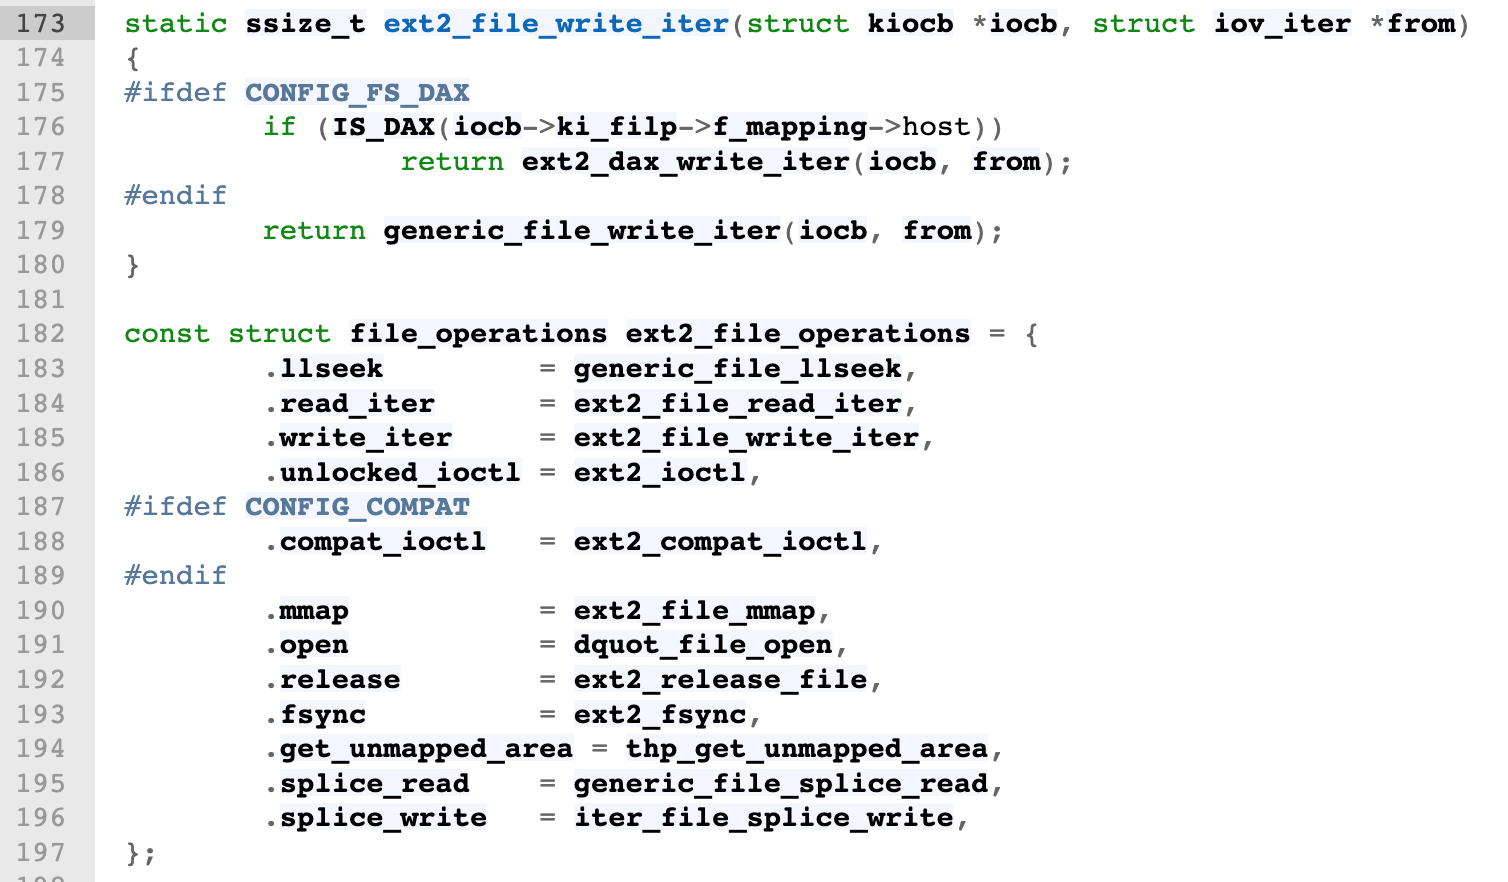 173 static ssize_t ext2_file_write_iter(struct kiocb *iocb, struct iov_iter *from)
174 {
175 #ifdef CONFIG_FS_DAX
176         if (IS_DAX(iocb->ki_filp->f_mapping->host))
177                 return ext2_dax_write_iter(iocb, from);
178 #endif
179         return generic_file_write_iter(iocb, from);
180 }
181
182 const struct file_operations ext2_file_operations = {
183         .llseek         = generic_file_llseek,
184         .read_iter      = ext2_file_read_iter,
185         .write_iter     = ext2_file_write_iter,
186         .unlocked_ioctl = ext2_ioctl,
187 #ifdef CONFIG_COMPAT
188         .compat_ioctl   = ext2_compat_ioctl,
189 #endif
190         .mmap           = ext2_file_mmap,
191         .open           = dquot_file_open,
192         .release        = ext2_release_file,
193         .fsync          = ext2_fsync,
194         .get_unmapped_area = thp_get_unmapped_area,
195         .splice_read    = generic_file_splice_read,
196         .splice_write   = iter_file_splice_write,
197 };